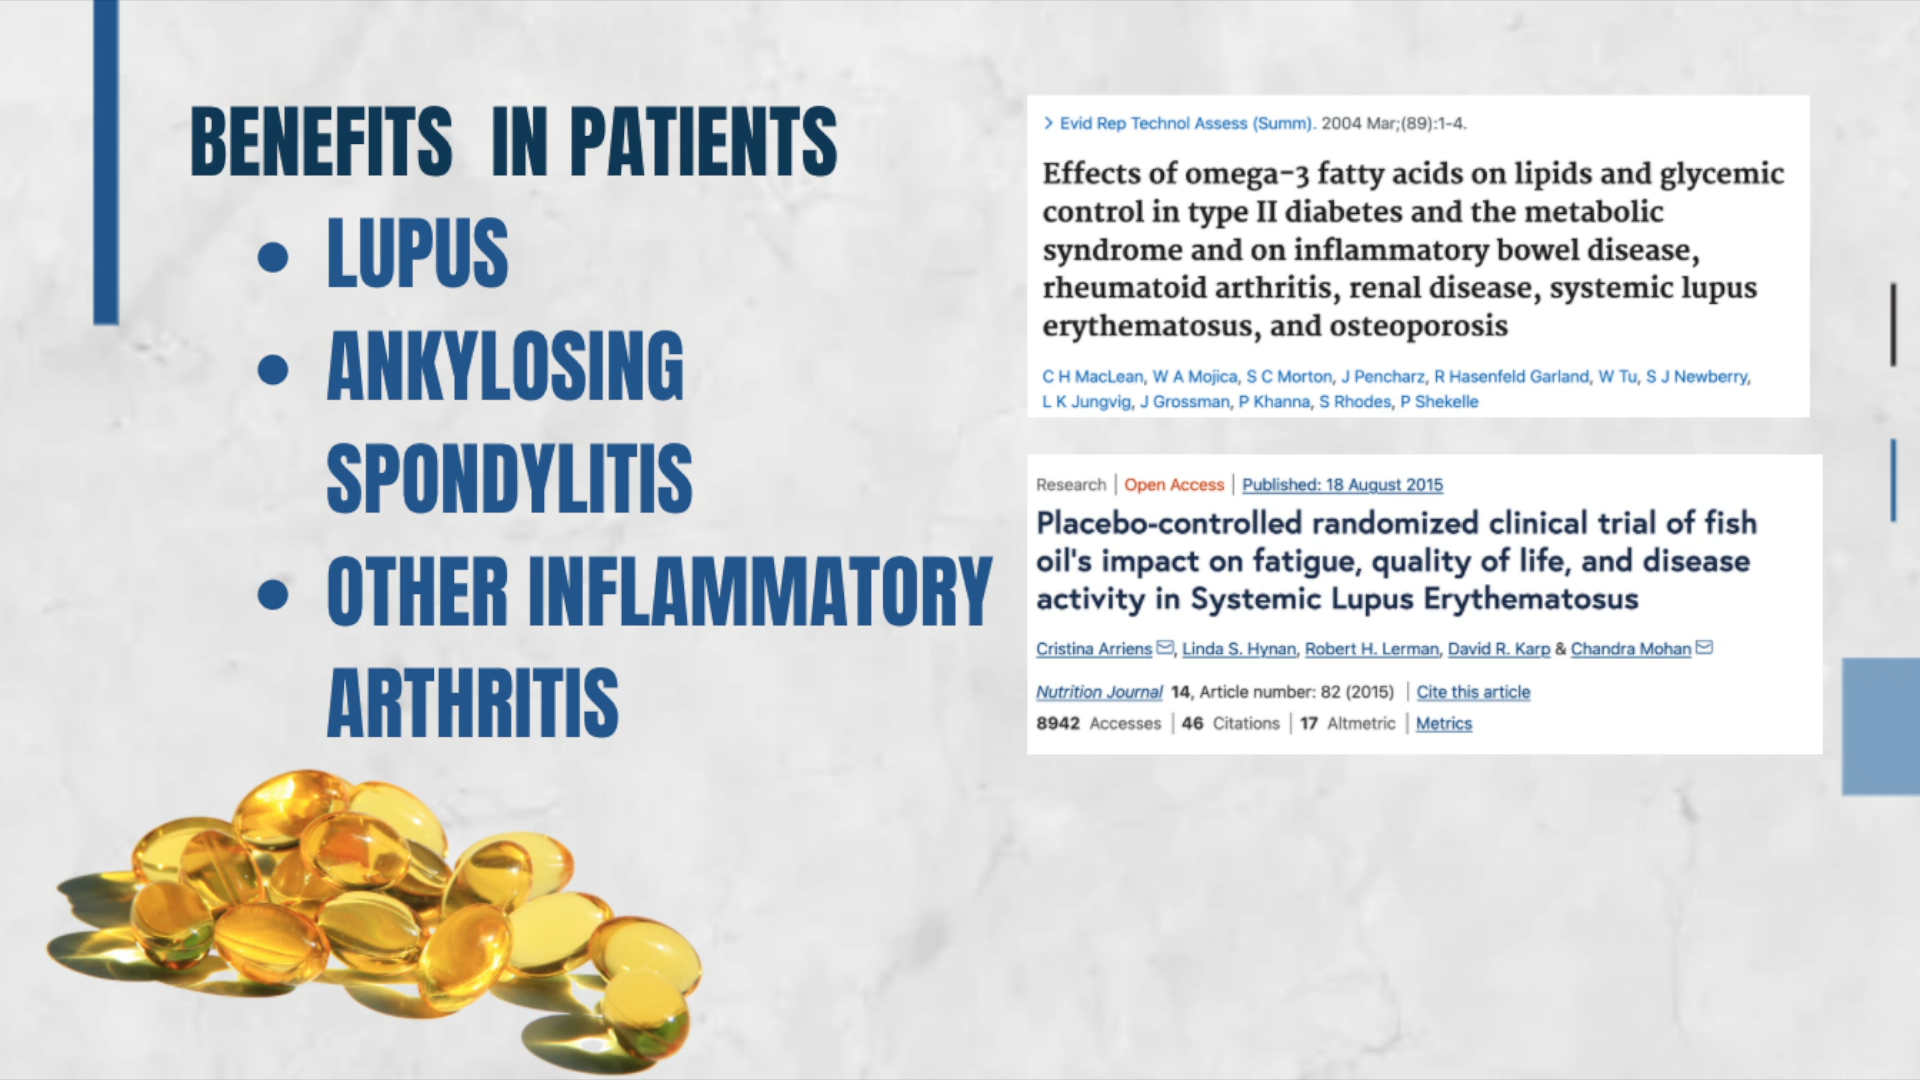 BENEFITS IN PATIENTS
• LUPUS
• ANKYLOSING
SPONDYLITIS
• OTHER INFLAMMATORY
ARTHRITIS
> Evid Rep Technol Assess (Summ). 2004 Mar;(89):1-4.
Effects of omega-3 fatty acids on lipids and glycemic
control in type II diabetes and the metabolic
syndrome and on inflammatory bowel disease,
rheumatoid arthritis, renal disease, systemic lupus
erythematosus, and osteoporosis
C H MacLean, W A Mojica, S C Morton, J Pencharz, R Hasenfeld Garland, W Tu, S J Newberry,
L K Jungvig, J Grossman, P Khanna, S Rhodes, P Shekelle
Research | Open Access | Published: 18 August 2015
Placebo-controlled randomized clinical trial of fish
oil's impact on fatigue, quality of life, and disease
activity in Systemic Lupus Erythematosus
Cristina Arriens, Linda S. Hynan, Robert H. Lerman, David R. Karp & Chandra Mohan
Nutrition Journal 14, Article number: 82 (2015) | Cite this article
8942 Accesses | 46 Citations | 17 Altmetric | Metrics